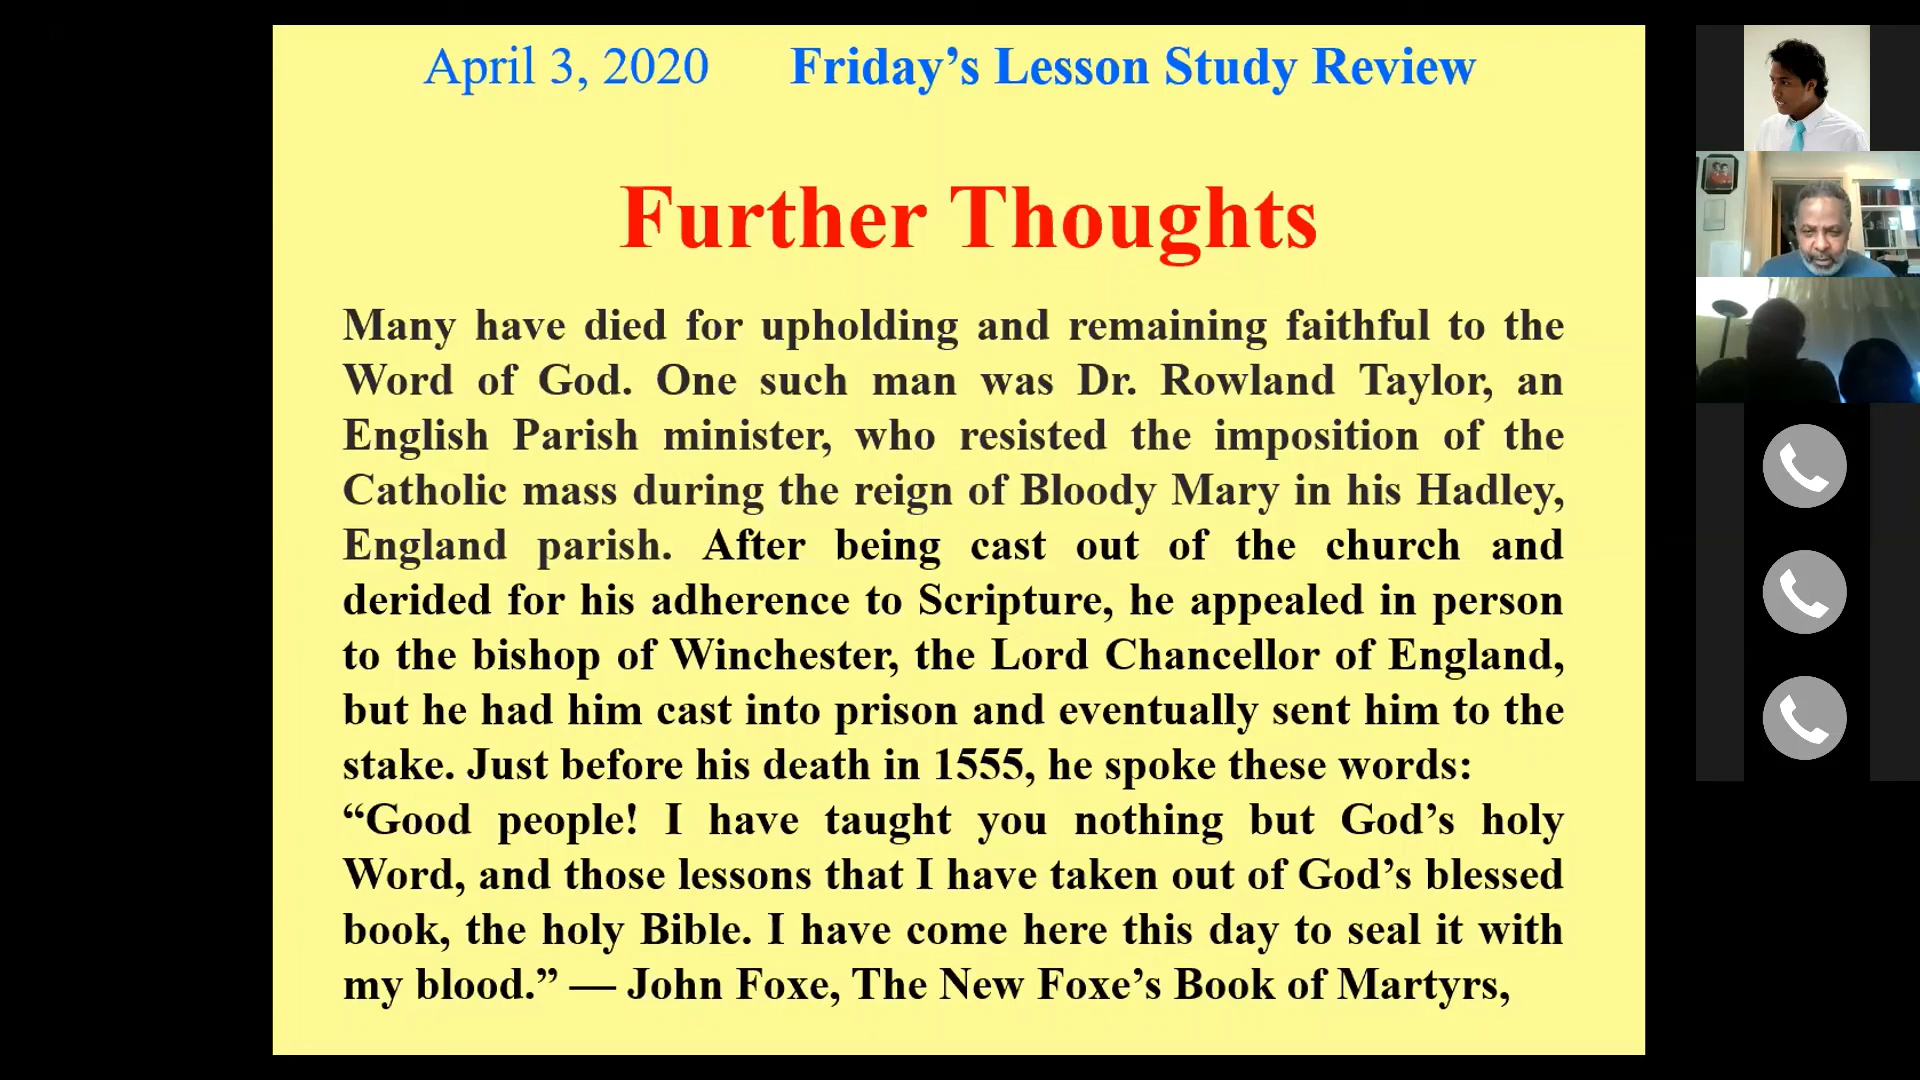 April 3, 2020 Friday’s Lesson Study Review
Further Thoughts
Many have died for upholding and remaining faithful to the
Word of God. One such man was Dr. Rowland Taylor, an
English Parish minister, who resisted the imposition of the
Catholic mass during the reign of Bloody Mary in his Hadley,
England parish. After being cast out of the church and
derided for his adherence to Scripture, he appealed in person
to the bishop of Winchester, the Lord Chancellor of England,
but he had him cast into prison and eventually sent him to the
stake. Just before his death in 1555, he spoke these words:
“Good people! I have taught you nothing but God’s holy
Word, and those lessons that I have taken out of God’s blessed
book, the holy Bible. I have come here this day to seal it with
my blood.” — John Foxe, The New Foxe’s Book of Martyrs,